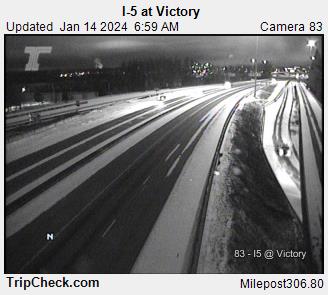 I-5 at Victory
Updated Jan 14 2024 6:59 AM Camera 83
T
N
83 - I5 @ Victory
TripCheck.com Milepost306.80